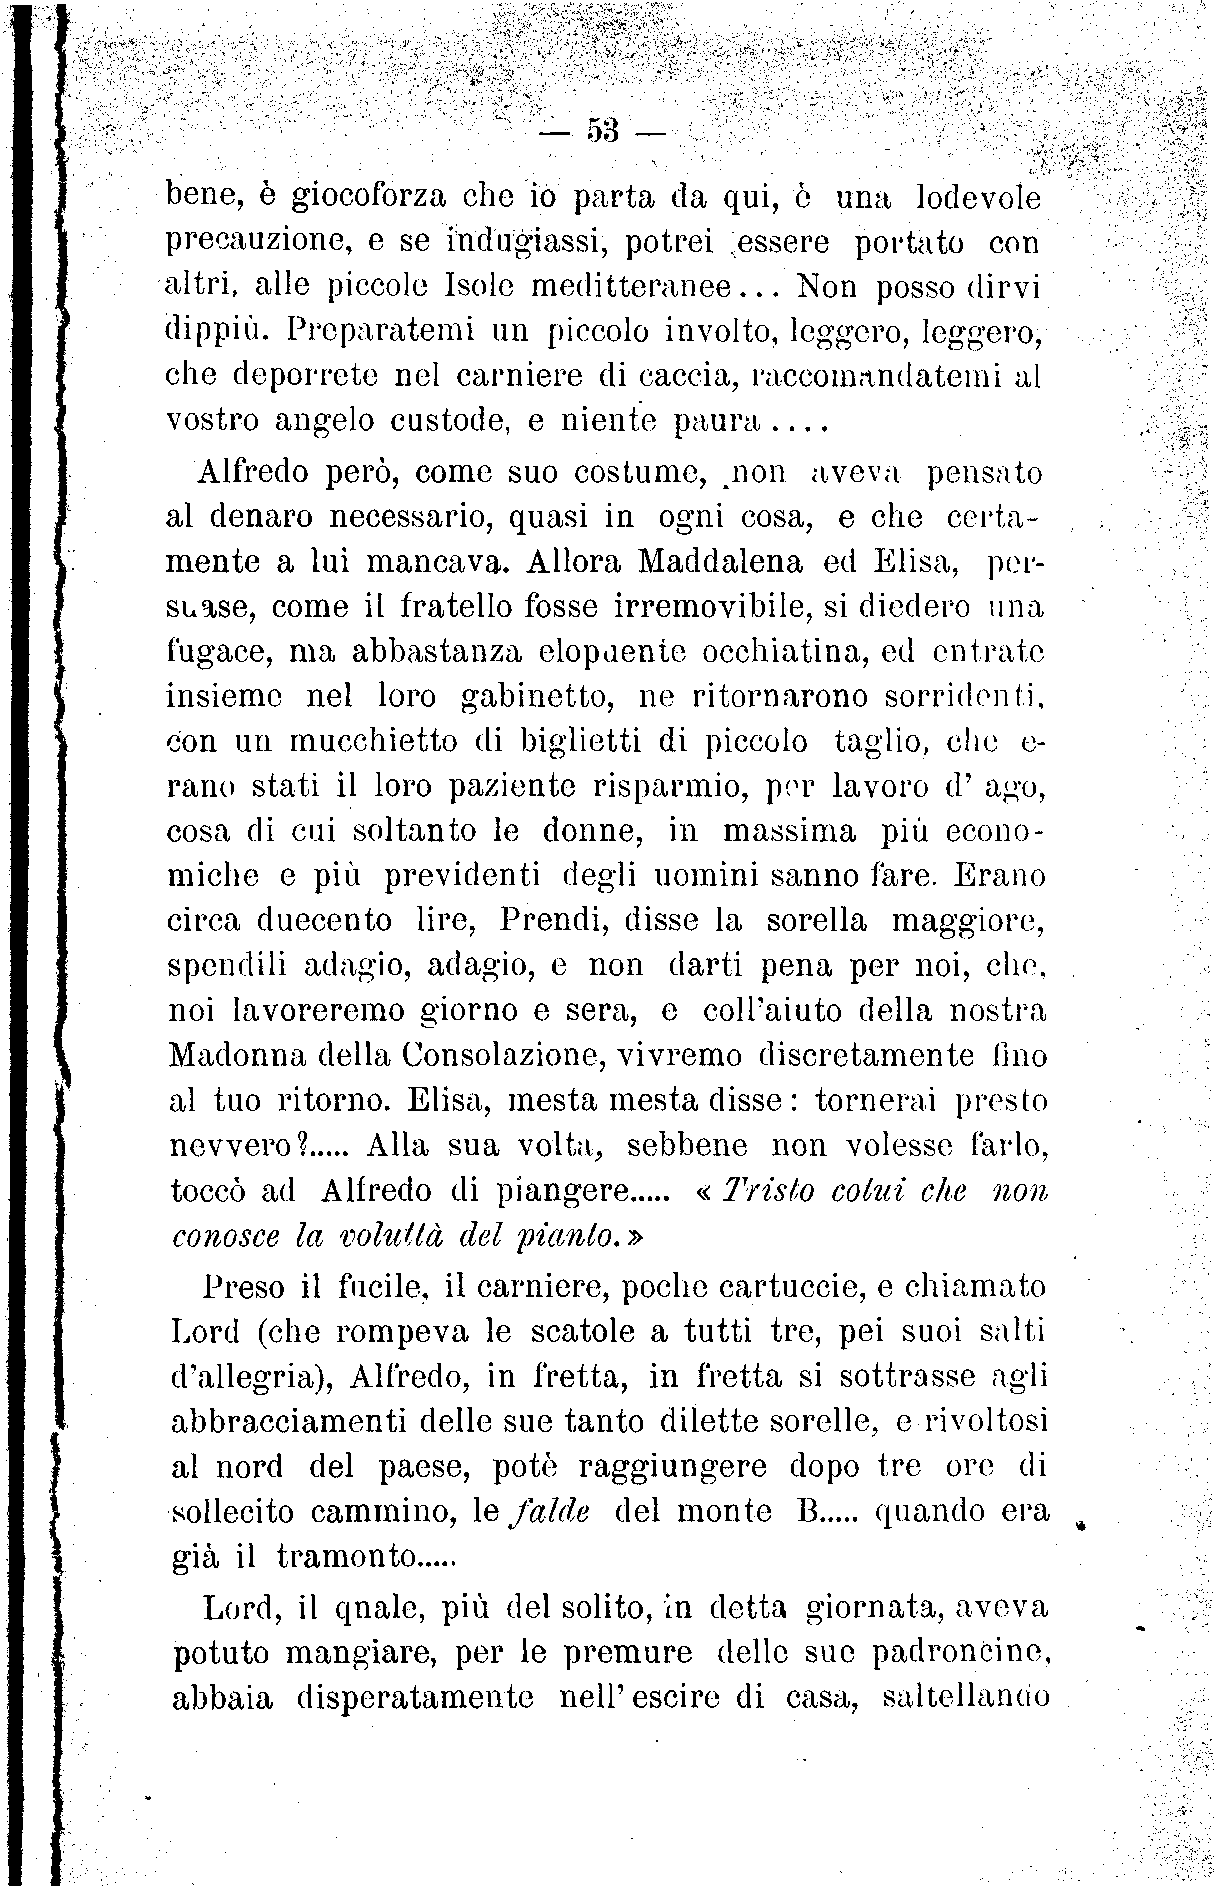 — 53 —
bene, è giocoforza che io parta da qui, è una lodevole
precauzione, e se indugiassi, potrei essere portato con
altri, alle piccole Isole meditteranee... Non posso dirvi
dippiù. Preparatemi un piccolo involto, leggero, leggero,
che deporrete nel carniere di caccia, raccomandatemi al
vostro angelo custode, e niente paura....
Alfredo però, come suo costume, non aveva pensato
al denaro necessario, quasi in ogni cosa, e che certa-
mente a lui mancava. Allora Maddalena ed Elisa, per-
suase, come il fratello fosse irremovibile, si diedero una
fugace, ma abbastanza elopuente occhiatina, ed entrate
insieme nel loro gabinetto, ne ritornarono sorridenti,
con un mucchietto di biglietti di piccolo taglio, che e-
rano stati il loro paziente risparmio, per lavoro d' ago,
cosa di cui soltanto le donne, in massima più econo-
miche e più previdenti degli uomini sanno fare. Erano
circa duecento lire, Prendi, disse la sorella maggiore,
spendili adagio, adagio, e non darti pena per noi, che,
noi lavoreremo giorno e sera, e coll'aiuto della nostra
Madonna della Consolazione, vivremo discretamente fino
al tuo ritorno. Elisa, mesta mesta disse: tornerai presto
nevvero?..... Alla sua volta, sebbene non volesse farlo,
toccò ad Alfredo di piangere..... « Tristo colui che non
conosce la voluttà del pianto. »
Preso il fucile, il carniere, poche cartuccie, e chiamato
Lord (che rompeva le scatole a tutti tre, pei suoi salti
d'allegria), Alfredo, in fretta, in fretta si sottrasse agli
abbracciamenti delle sue tanto dilette sorelle, e rivoltosi
al nord del paese, potè raggiungere dopo tre ore di
sollecito cammino, le falde del monte B..... quando era
già il tramonto.....
Lord, il qnale, più del solito, in detta giornata, aveva
potuto mangiare, per le premure delle sue padroncine,
abbaia disperatamente nell' escire di casa, saltellando